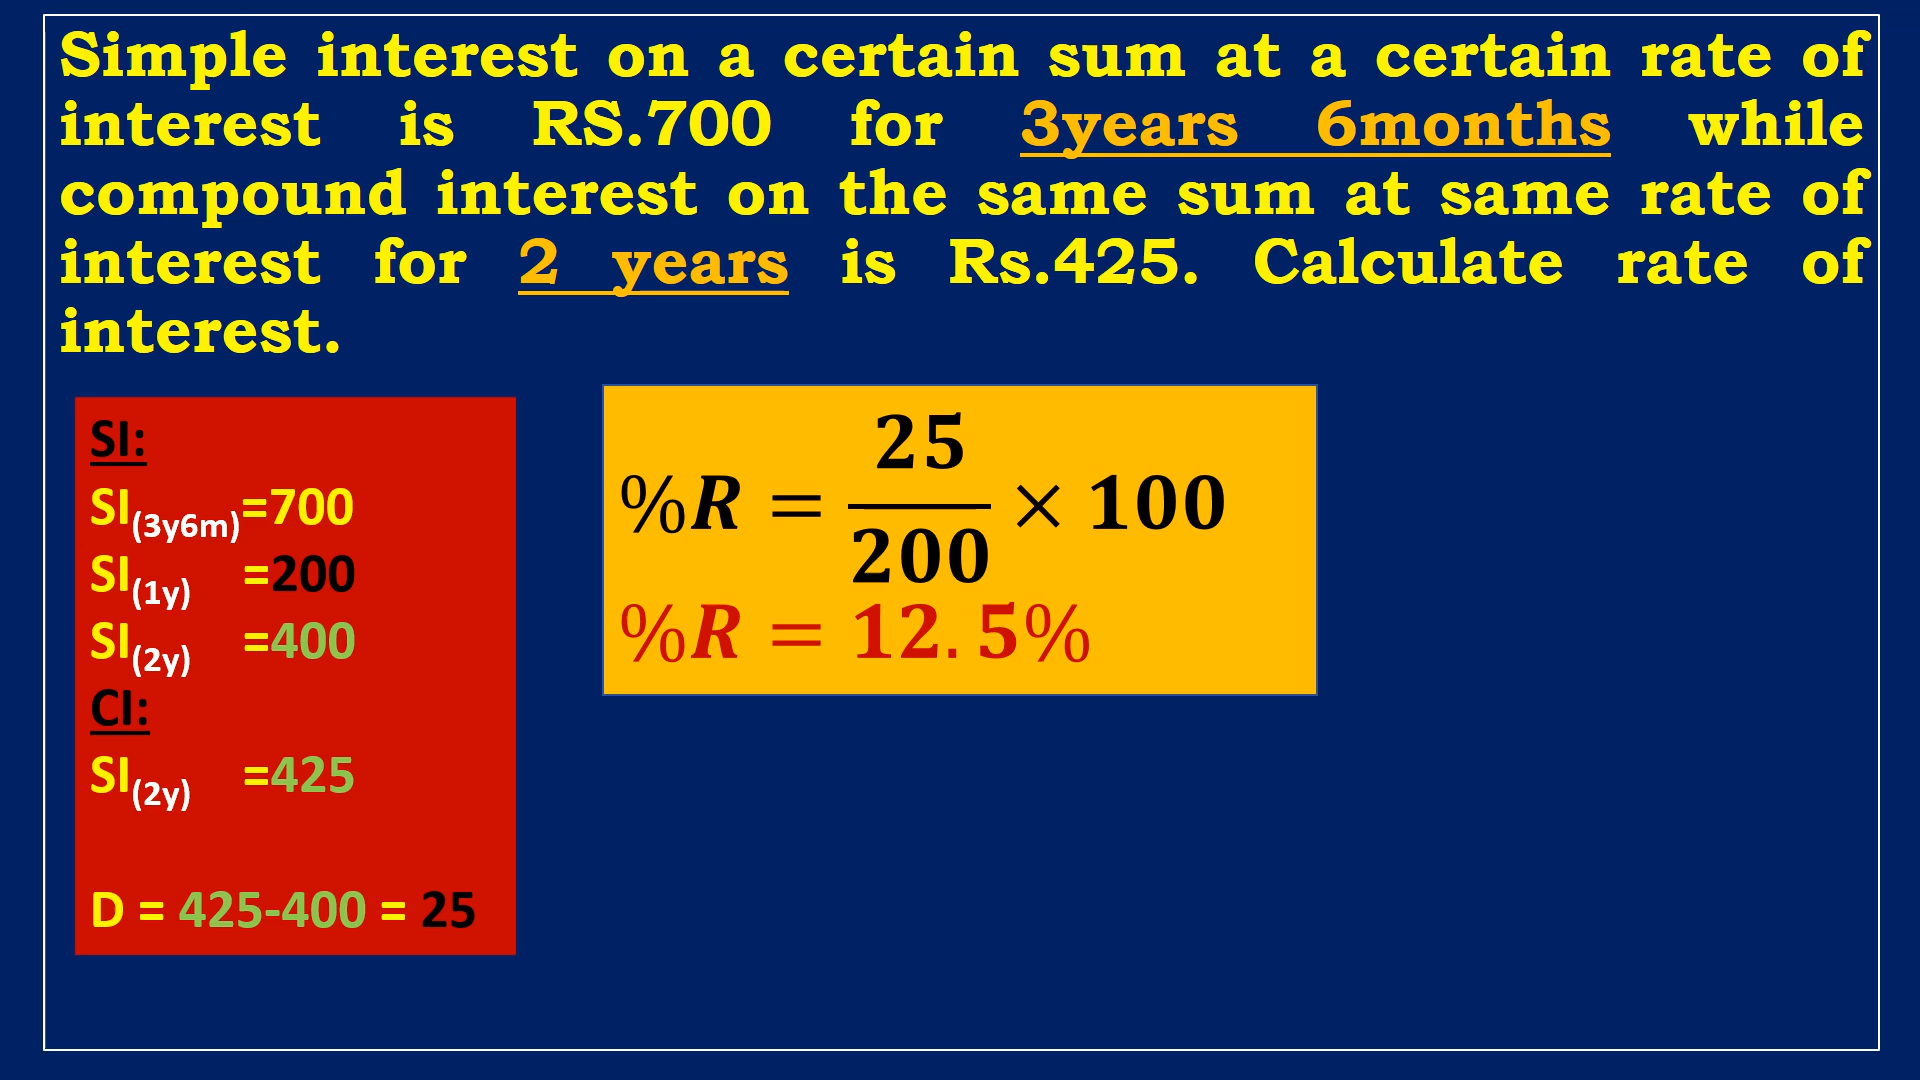 Simple interest on a certain sum at a certain rate of
interest is RS.700 for 3years 6months while
compound interest on the same sum at same rate of
interest for 2 years is Rs.425. Calculate rate of
interest.
SI:
SI(3y6m)=700
SI(1y) =200
SI(2y) =400
CI:
SI(2y) =425
D = 425-400 = 25
%R = 25/200 × 100
%R = 12.5%